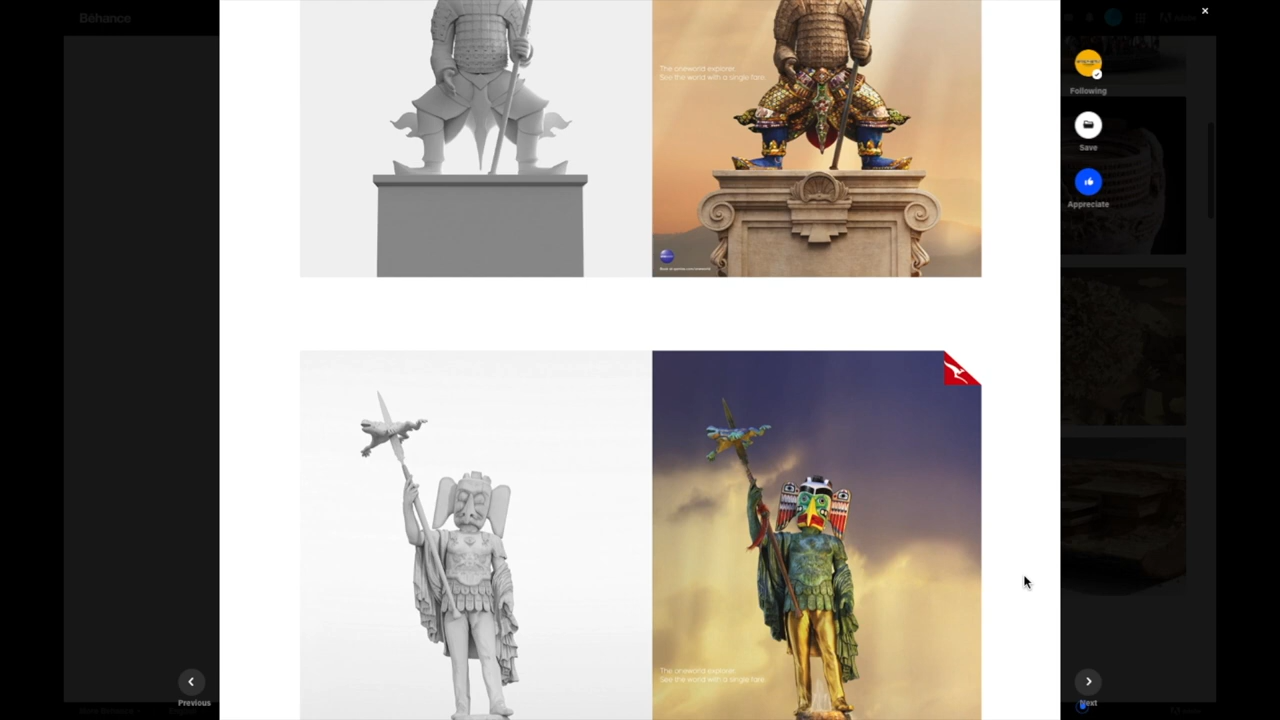 Bēhance
The oneworld explorer.
See the world with a single fare.
Following
Save
Appreciate
The oneworld explorer.
See the world with a single fare.
Previous
Next